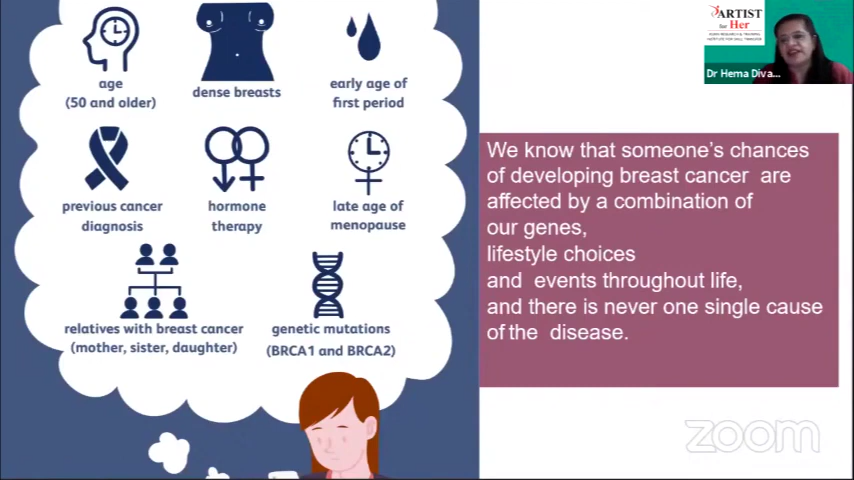 age
(50 and older)
dense breasts
early age of
first period
previous cancer
diagnosis
hormone
therapy
late age of
menopause
relatives with breast cancer
(mother, sister, daughter)
genetic mutations
(BRCA1 and BRCA2)
We know that someone's chances
of developing breast cancer are
affected by a combination of
our genes,
lifestyle choices
and events throughout life,
and there is never one single cause
of the disease.
ARTIST
for Her
Dr Hema Diva...
zoom